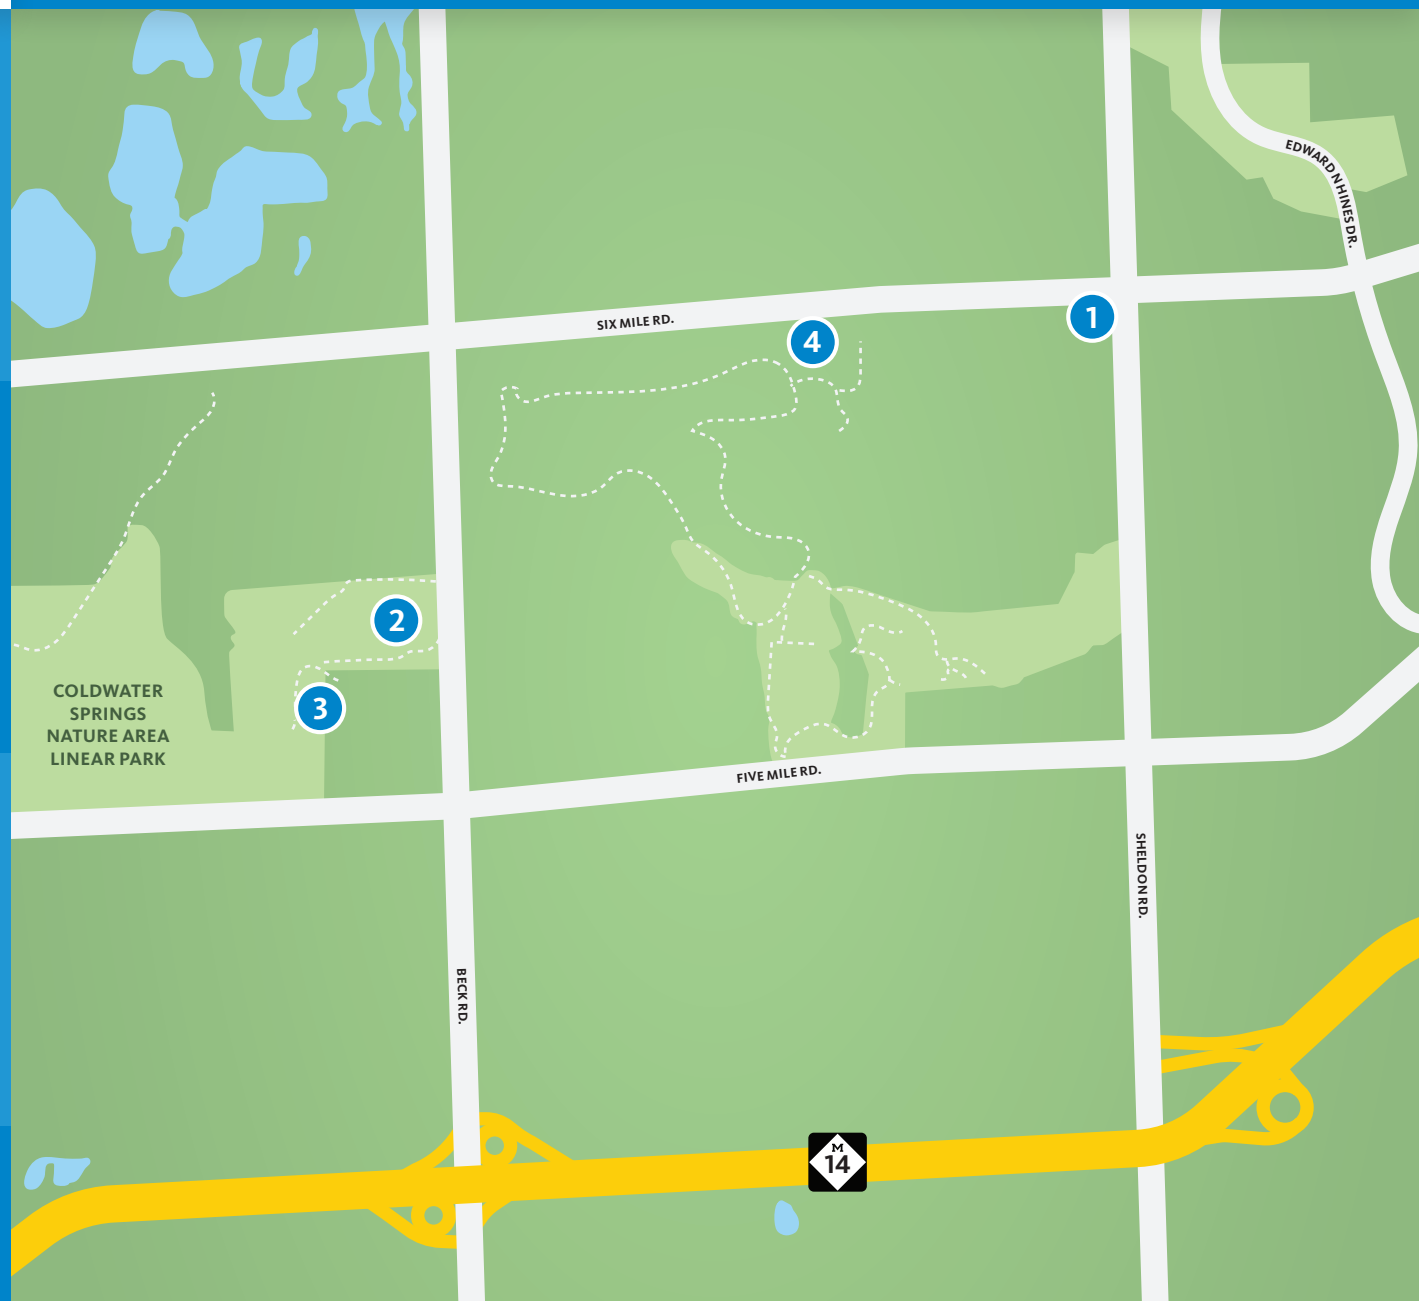 EDWARD N HINES DR.
SIX MILE RD.
1
4
2
3
COLDWATER
SPRINGS
NATURE AREA
LINEAR PARK
FIVE MILE RD.
SHELDON RD.
BECK RD.
M
14